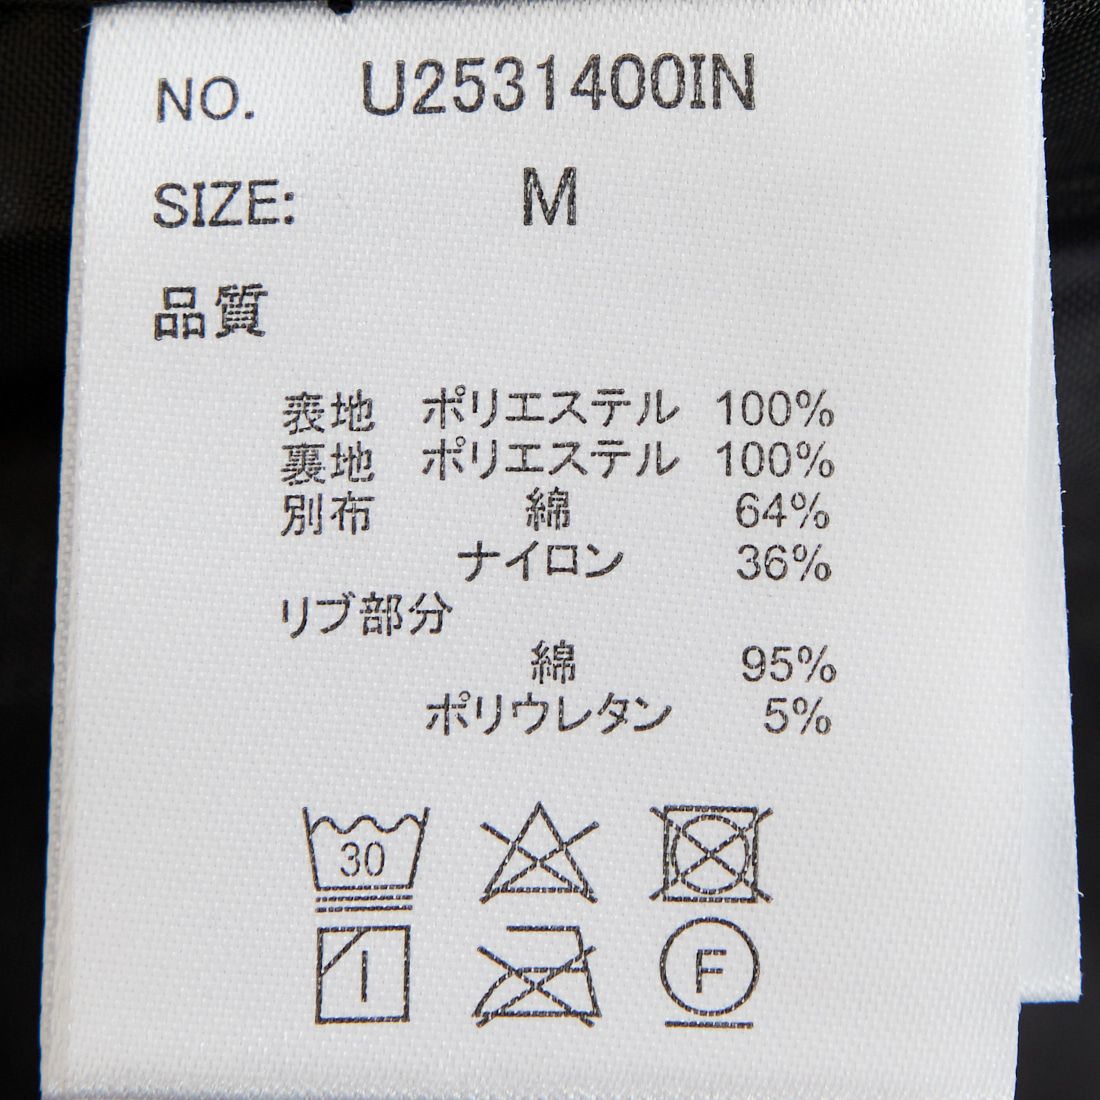 NO. U2531400IN
SIZE: M
品質
表地 ポリエステル 100%
裏地 ポリエステル 100%
別布 綿 64%
ナイロン 36%
リブ部分
綿 95%
ポリウレタン 5%
30
F